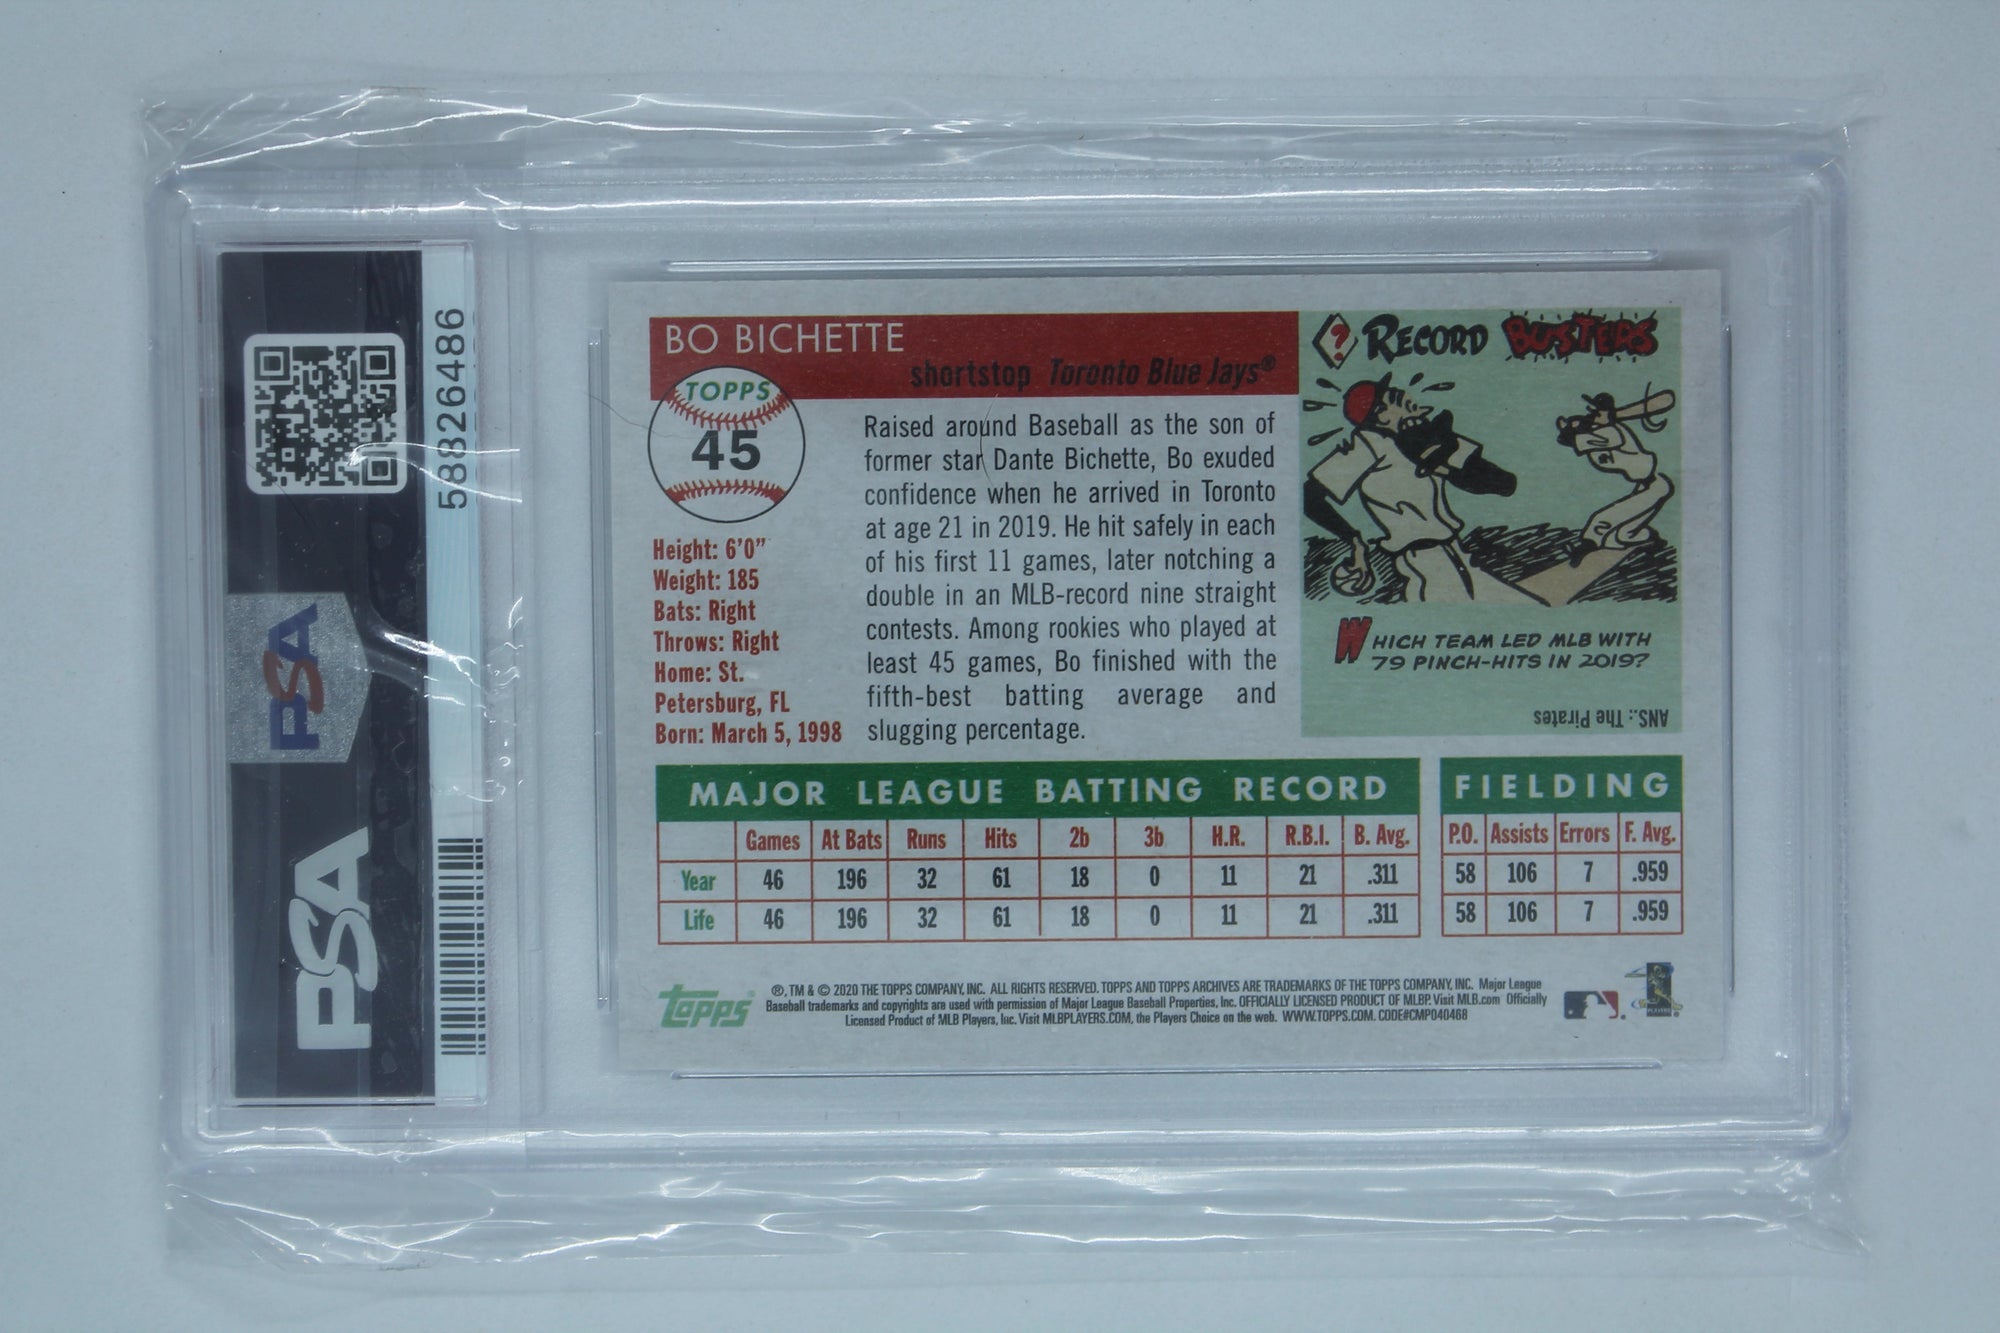 58826486
PSA
PSA
BO BICHETTE
shortstop Toronto Blue Jays®
TOPPS
45
Height: 6'0"
Weight: 185
Bats: Right
Throws: Right
Home: St.
Petersburg, FL
Born: March 5, 1998
Raised around Baseball as the son of
former star Dante Bichette, Bo exuded
confidence when he arrived in Toronto
at age 21 in 2019. He hit safely in each
of his first 11 games, later notching a
double in an MLB-record nine straight
contests. Among rookies who played at
least 45 games, Bo finished with the
fifth-best batting average and
slugging percentage.
? RECORD BUSTERS
WHICH TEAM LED MLB WITH
79 PINCH-HITS IN 2019?
ANS.: The Pirates
MAJOR LEAGUE BATTING RECORD
Games At Bats Runs Hits 2b 3b H.R. R.B.I. B. Avg.
Year 46 196 32 61 18 0 11 21 .311
Life 46 196 32 61 18 0 11 21 .311
FIELDING
P.O. Assists Errors F. Avg.
58 106 7 .959
58 106 7 .959
topps
®, TM & © 2020 THE TOPPS COMPANY, INC. ALL RIGHTS RESERVED. TOPPS AND TOPPS ARCHIVES ARE TRADEMARKS OF THE TOPPS COMPANY, INC. Major League
Baseball trademarks and copyrights are used with permission of Major League Baseball Properties, Inc. OFFICIALLY LICENSED PRODUCT OF MLBP. Visit MLB.com Officially
Licensed Product of MLB Players, Inc. Visit MLBPLAYERS.COM, the Players Choice on the web. WWW.TOPPS.COM. CODE#CMP040468